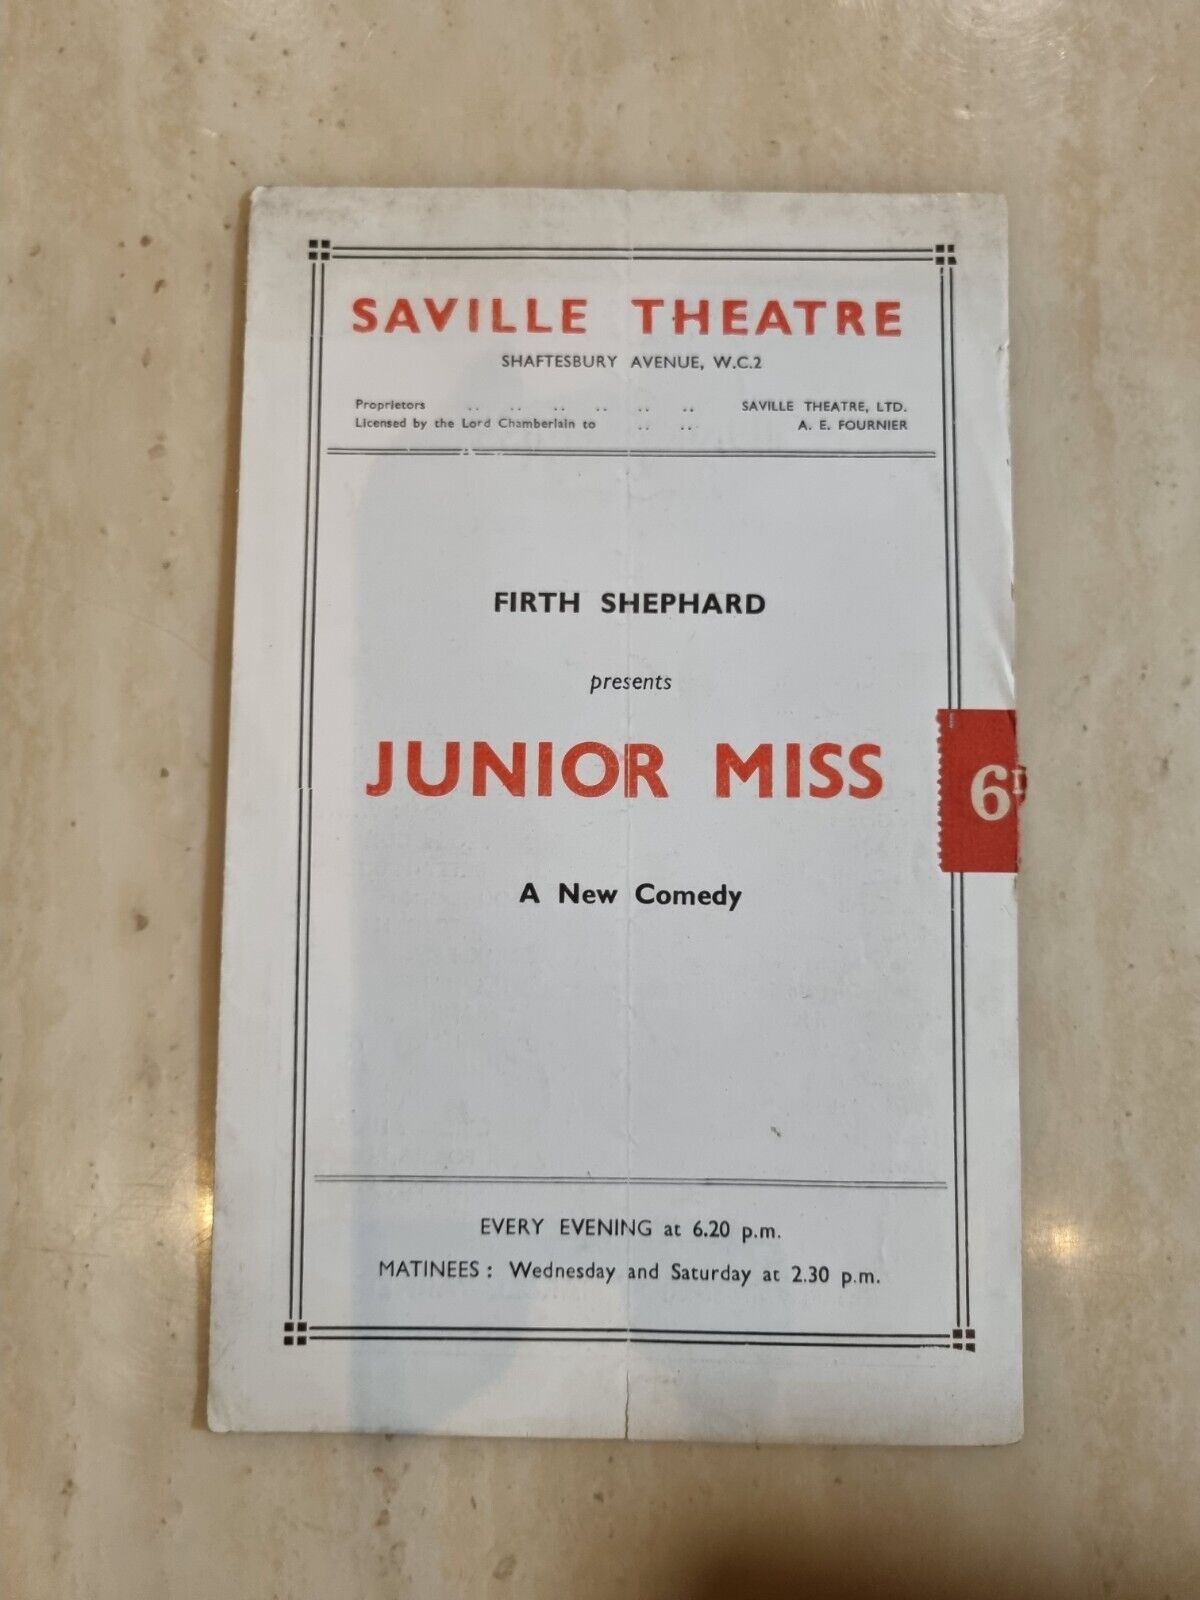 SAVILLE THEATRE
SHAFTESBURY AVENUE, W.C.2
Proprietors .. .. .. .. .. .. SAVILLE THEATRE, LTD.
Licensed by the Lord Chamberlain to .. .. A. E. FOURNIER
FIRTH SHEPHARD
presents
JUNIOR MISS
6D
A New Comedy
EVERY EVENING at 6.20 p.m.
MATINEES : Wednesday and Saturday at 2.30 p.m.